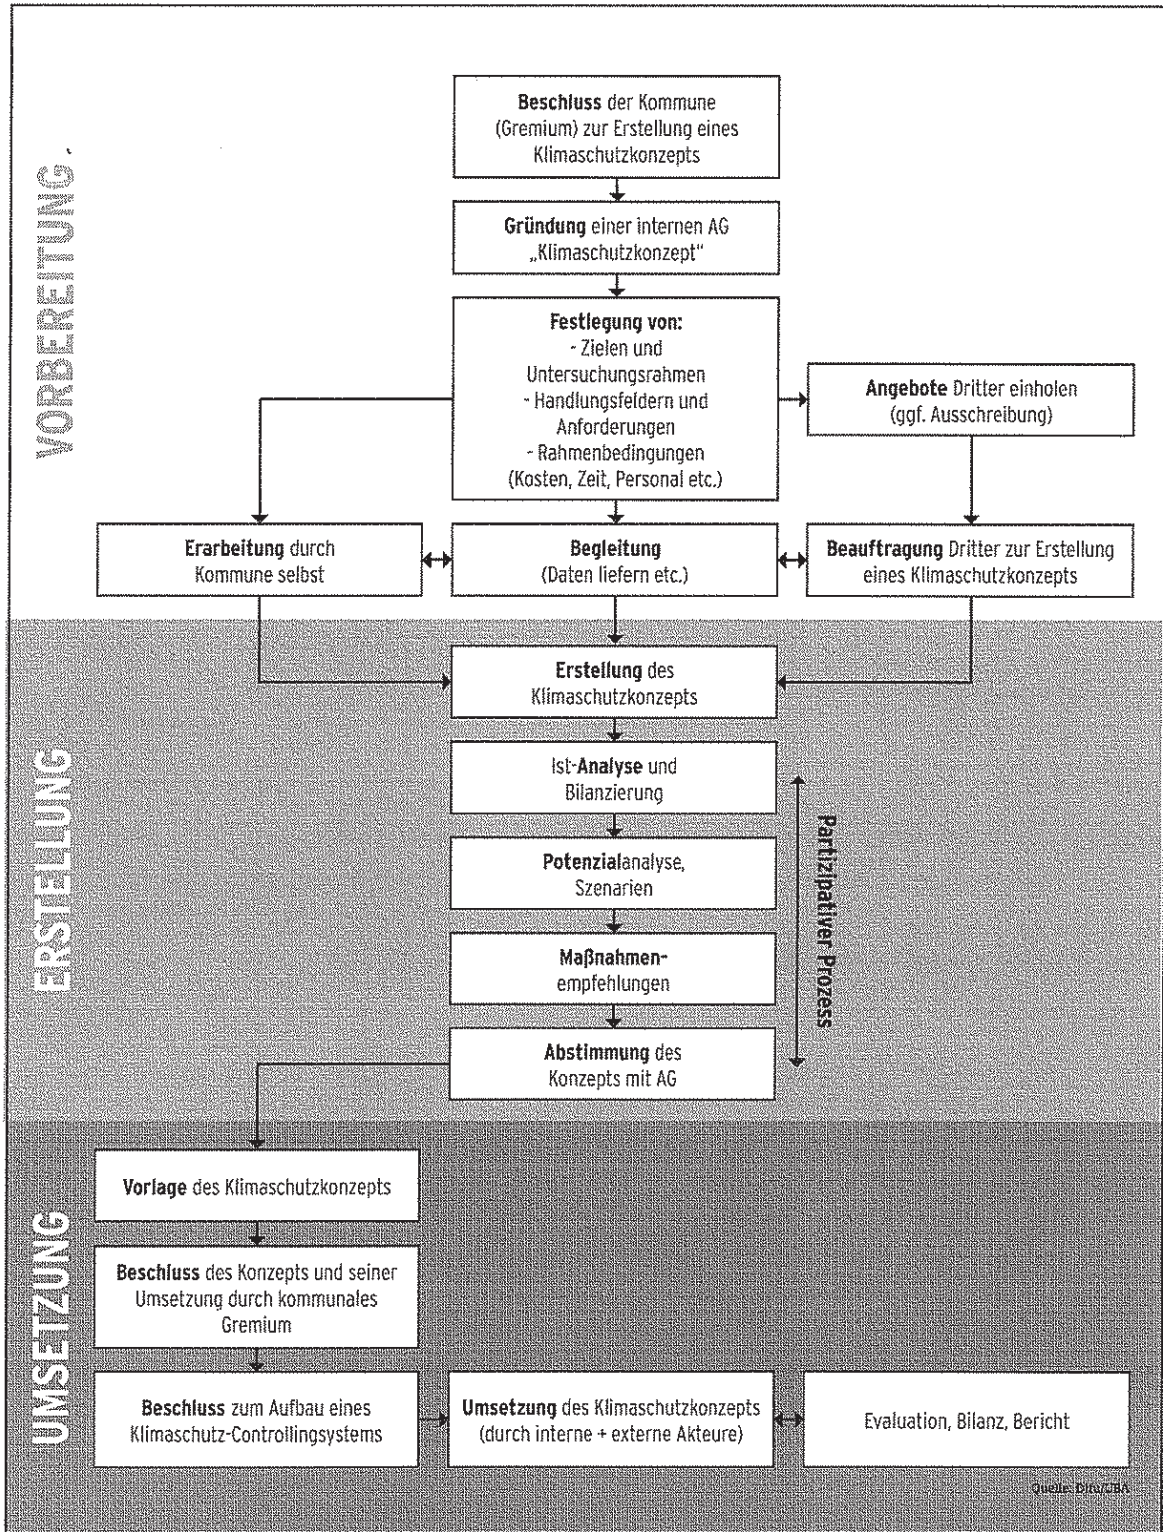 VORBEREITUNG
Beschluss der Kommune
(Gremium) zur Erstellung eines
Klimaschutzkonzepts
Gründung einer internen AG
„Klimaschutzkonzept“
Festlegung von:
- Zielen und
Untersuchungsrahmen
- Handlungsfeldern und
Anforderungen
- Rahmenbedingungen
(Kosten, Zeit, Personal etc.)
Angebote Dritter einholen
(ggf. Ausschreibung)
Erarbeitung durch
Kommune selbst
Begleitung
(Daten liefern etc.)
Beauftragung Dritter zur Erstellung
eines Klimaschutzkonzepts
ERSTELLUNG
Erstellung des
Klimaschutzkonzepts
Ist-Analyse und
Bilanzierung
Potenzialanalyse,
Szenarien
Maßnahmen-
empfehlungen
Abstimmung des
Konzepts mit AG
Partizipativer Prozess
UMSETZUNG
Vorlage des Klimaschutzkonzepts
Beschluss des Konzepts und seiner
Umsetzung durch kommunales
Gremium
Beschluss zum Aufbau eines
Klimaschutz-Controllingsystems
Umsetzung des Klimaschutzkonzepts
(durch interne + externe Akteure)
Evaluation, Bilanz, Bericht
Quelle: Difu/UBA